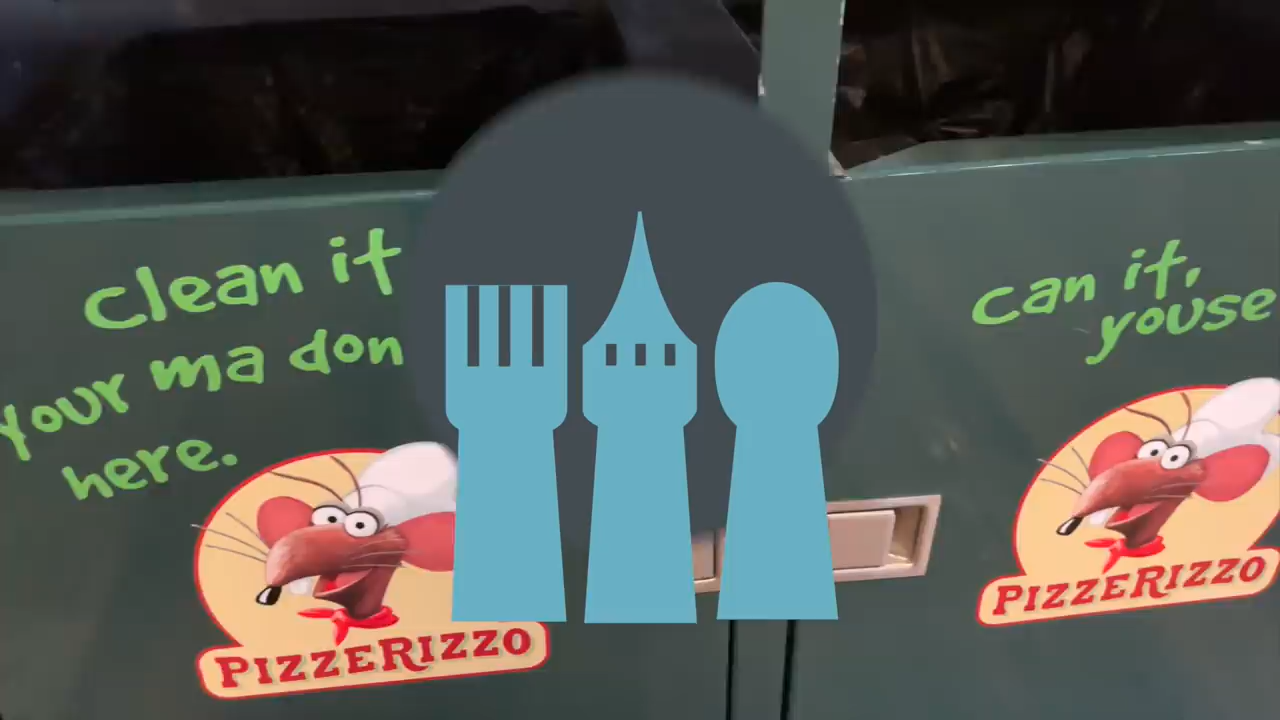 Clean it
your ma don
here.
PIZZERIZZO
Can it,
youse
PIZZERIZZO